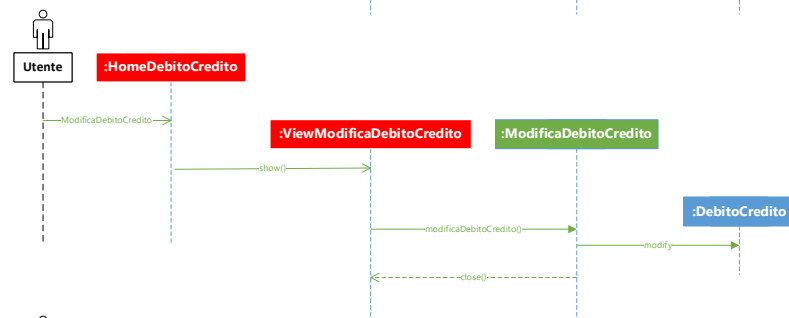 Utente
:HomeDebitoCredito
ModificaDebitoCredito
:ViewModificaDebitoCredito
:ModificaDebitoCredito
show()
:DebitoCredito
modificaDebitoCredito()
modify
close()